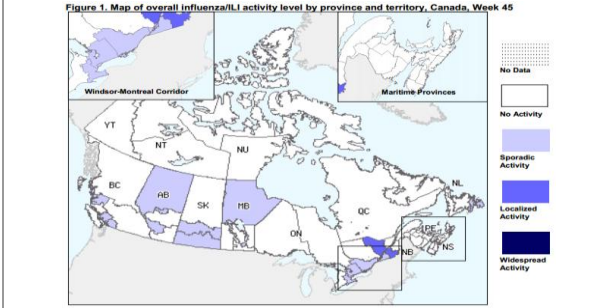 Figure 1. Map of overall influenza/ILI activity level by province and territory, Canada, Week 45
Windsor-Montreal Corridor
Maritime Provinces
No Data
No Activity
Sporadic
Activity
Localized
Activity
Widespread
Activity
YT
NT
NU
BC
AB
SK
MB
ON
QC
NL
PE
NB
NS